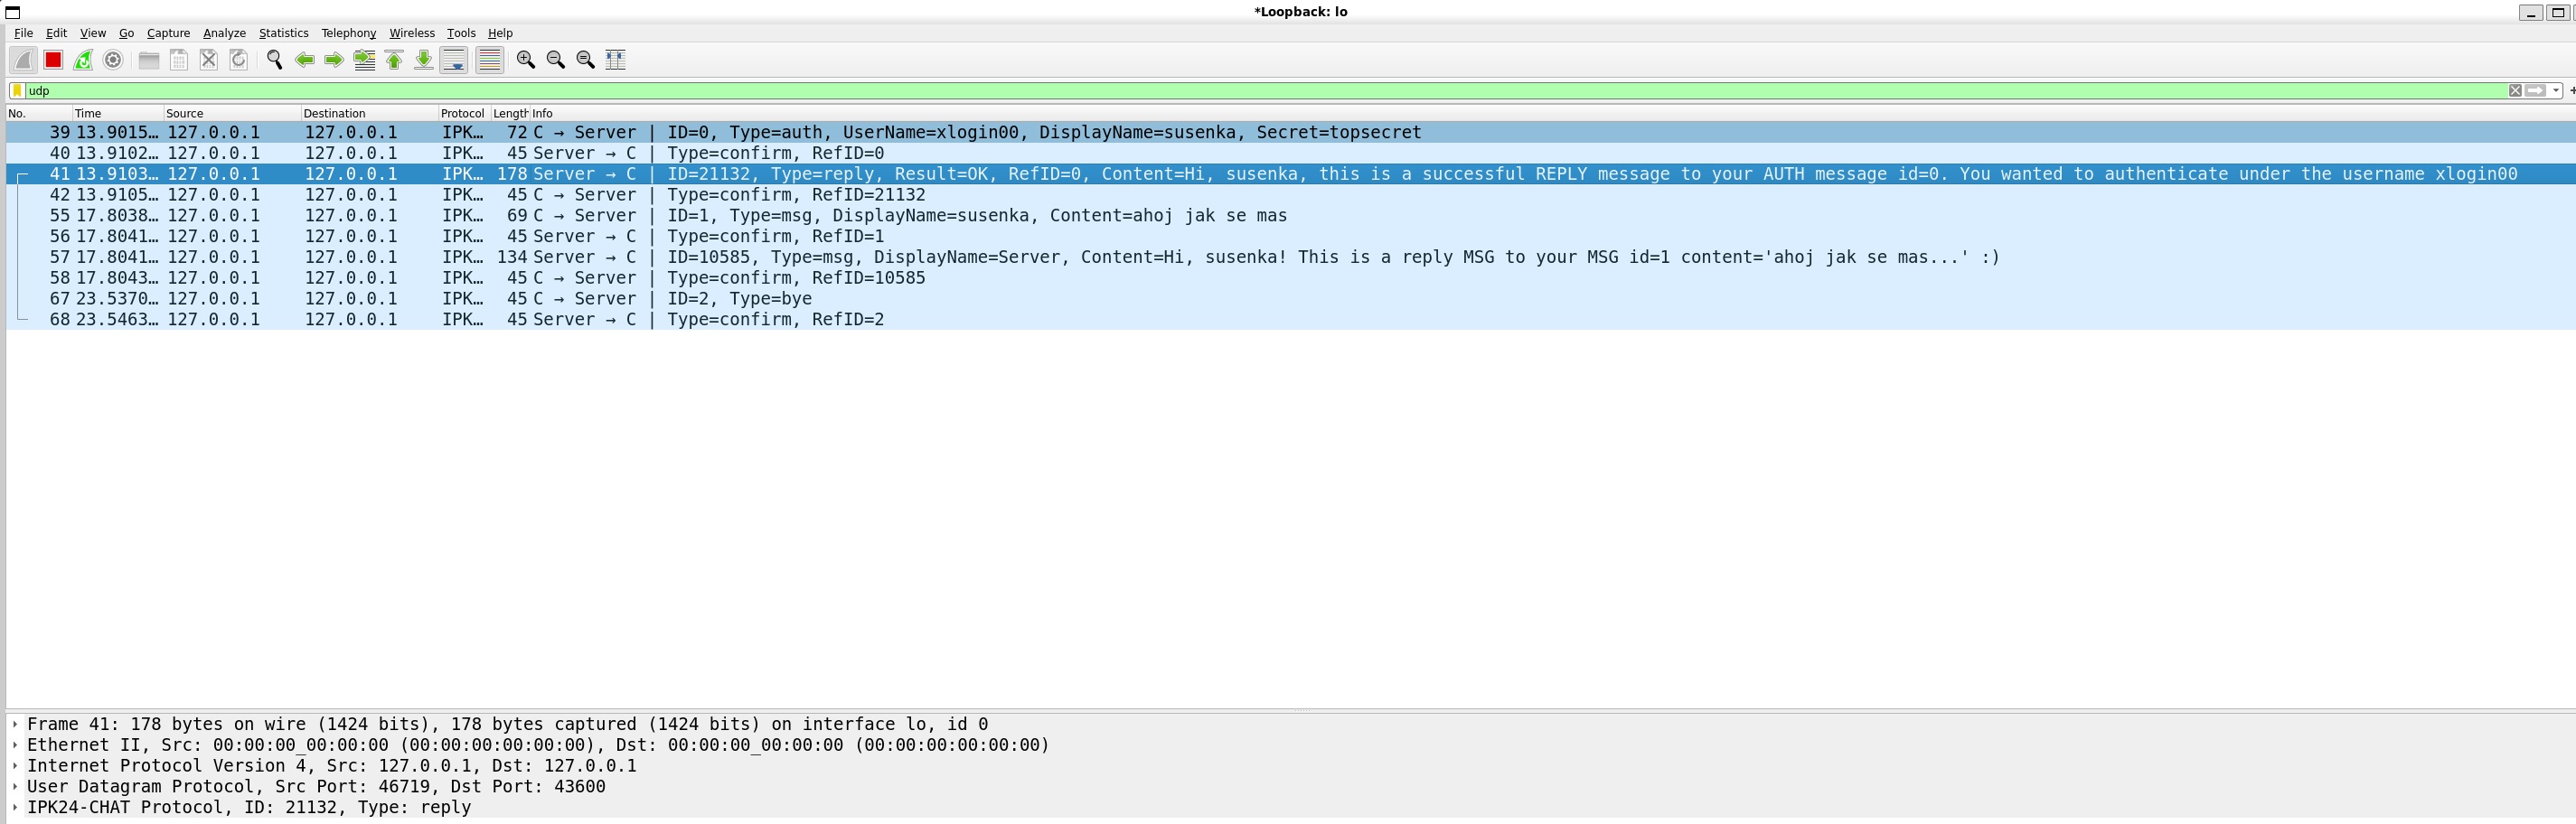 *Loopback: lo
File Edit View Go Capture Analyze Statistics Telephony Wireless Tools Help
udp
No. Time Source Destination Protocol Length Info
39 13.9015… 127.0.0.1 127.0.0.1 IPK… 72 C → Server | ID=0, Type=auth, UserName=xlogin00, DisplayName=susenka, Secret=topsecret
40 13.9102… 127.0.0.1 127.0.0.1 IPK… 45 Server → C | Type=confirm, RefID=0
41 13.9103… 127.0.0.1 127.0.0.1 IPK… 178 Server → C | ID=21132, Type=reply, Result=OK, RefID=0, Content=Hi, susenka, this is a successful REPLY message to your AUTH message id=0. You wanted to authenticate under the username xlogin00
42 13.9105… 127.0.0.1 127.0.0.1 IPK… 45 C → Server | Type=confirm, RefID=21132
55 17.8038… 127.0.0.1 127.0.0.1 IPK… 69 C → Server | ID=1, Type=msg, DisplayName=susenka, Content=ahoj jak se mas
56 17.8041… 127.0.0.1 127.0.0.1 IPK… 45 Server → C | Type=confirm, RefID=1
57 17.8041… 127.0.0.1 127.0.0.1 IPK… 134 Server → C | ID=10585, Type=msg, DisplayName=Server, Content=Hi, susenka! This is a reply MSG to your MSG id=1 content='ahoj jak se mas...' :)
58 17.8043… 127.0.0.1 127.0.0.1 IPK… 45 C → Server | Type=confirm, RefID=10585
67 23.5370… 127.0.0.1 127.0.0.1 IPK… 45 C → Server | ID=2, Type=bye
68 23.5463… 127.0.0.1 127.0.0.1 IPK… 45 Server → C | Type=confirm, RefID=2
Frame 41: 178 bytes on wire (1424 bits), 178 bytes captured (1424 bits) on interface lo, id 0
Ethernet II, Src: 00:00:00_00:00:00 (00:00:00:00:00:00), Dst: 00:00:00_00:00:00 (00:00:00:00:00:00)
Internet Protocol Version 4, Src: 127.0.0.1, Dst: 127.0.0.1
User Datagram Protocol, Src Port: 46719, Dst Port: 43600
IPK24-CHAT Protocol, ID: 21132, Type: reply